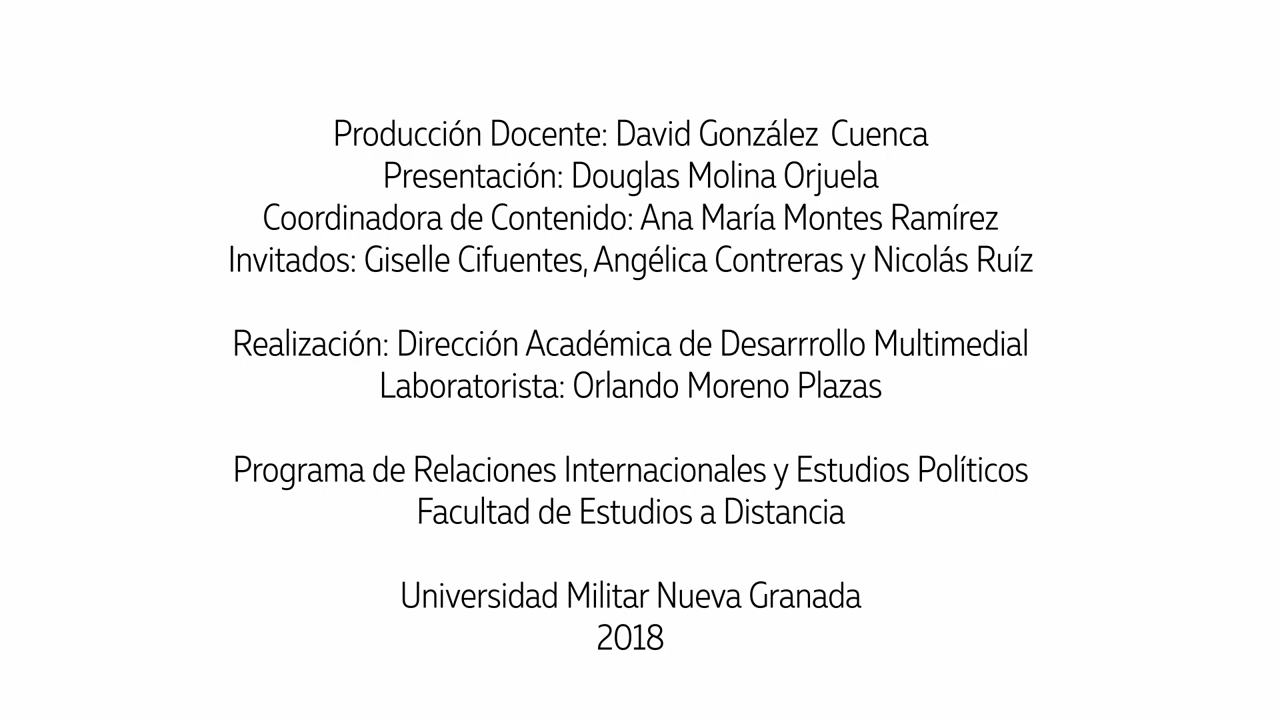 Producción Docente: David González  Cuenca
Presentación: Douglas Molina Orjuela
Coordinadora de Contenido: Ana María Montes Ramírez
Invitados: Giselle Cifuentes, Angélica Contreras y Nicolás Ruíz
Realización: Dirección Académica de Desarrrollo Multimedial
Laboratorista: Orlando Moreno Plazas
Programa de Relaciones Internacionales y Estudios Políticos
Facultad de Estudios a Distancia
Universidad Militar Nueva Granada
2018